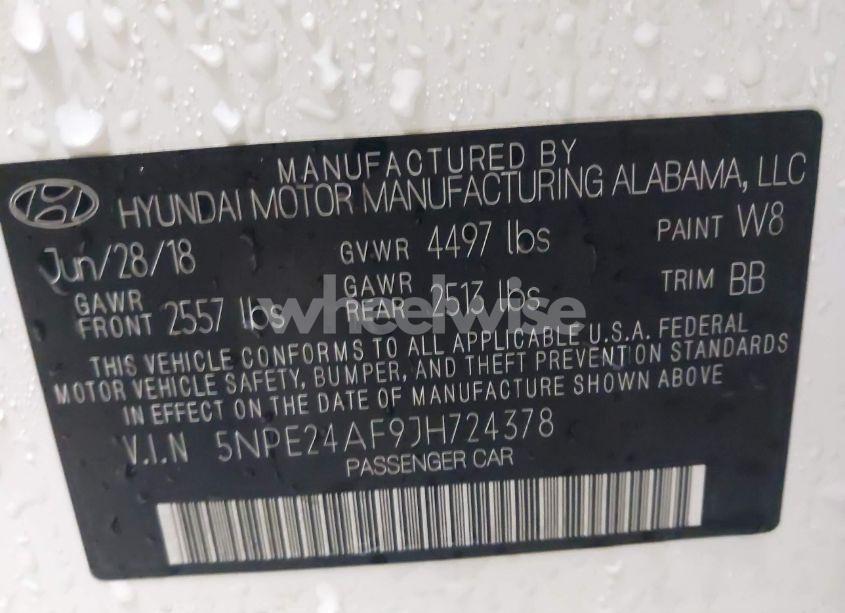 MANUFACTURED BY
HYUNDAI MOTOR MANUFACTURING ALABAMA, LLC
Jun/28/18 GVWR 4497 lbs PAINT W8
GAWR FRONT 2557 lbs GAWR REAR 2513 lbs TRIM BB
wheelwise
THIS VEHICLE CONFORMS TO ALL APPLICABLE U.S.A. FEDERAL
MOTOR VEHICLE SAFETY, BUMPER, AND THEFT PREVENTION STANDARDS
IN EFFECT ON THE DATE OF MANUFACTURE SHOWN ABOVE
V.I.N 5NPE24AF9JH724378
PASSENGER CAR